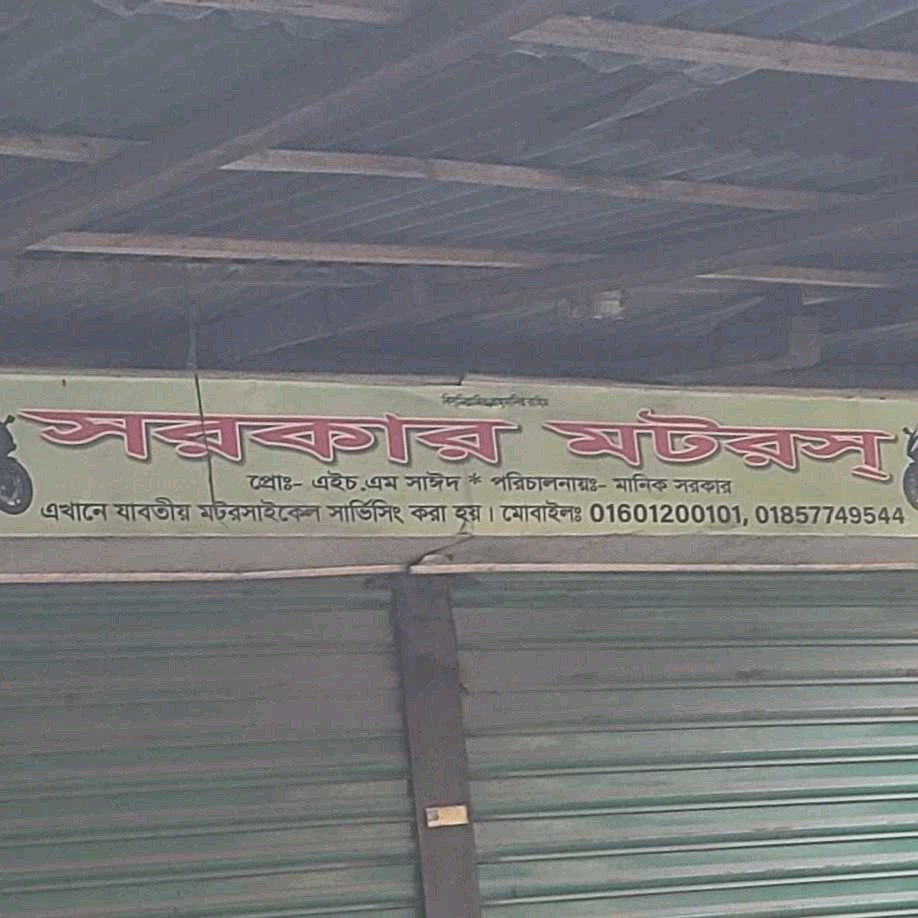 সরকার মটরস্
প্রোঃ- এইচ.এম সাঈদ * পরিচালনায়ঃ- মানিক সরকার
এখানে যাবতীয় মটরসাইকেল সার্ভিসিং করা হয়। মোবাইলঃ 01601200101, 01857749544